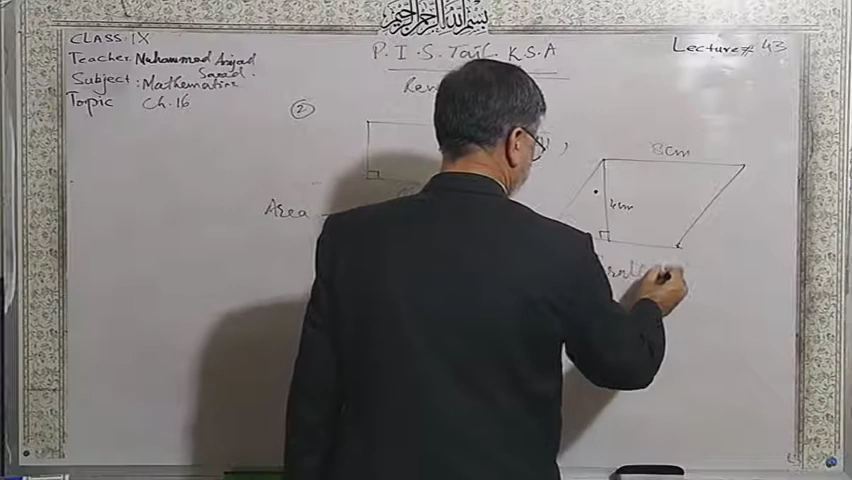 بسم الله الرحمن الرحيم
CLASS. IX
Teacher. Muhammad Amjad
Saeed.
Subject: Mathematics
Topic Ch. 16
P. I. S. Taif. K.S.A
Lecture # 43
2
8cm
4cm
Area